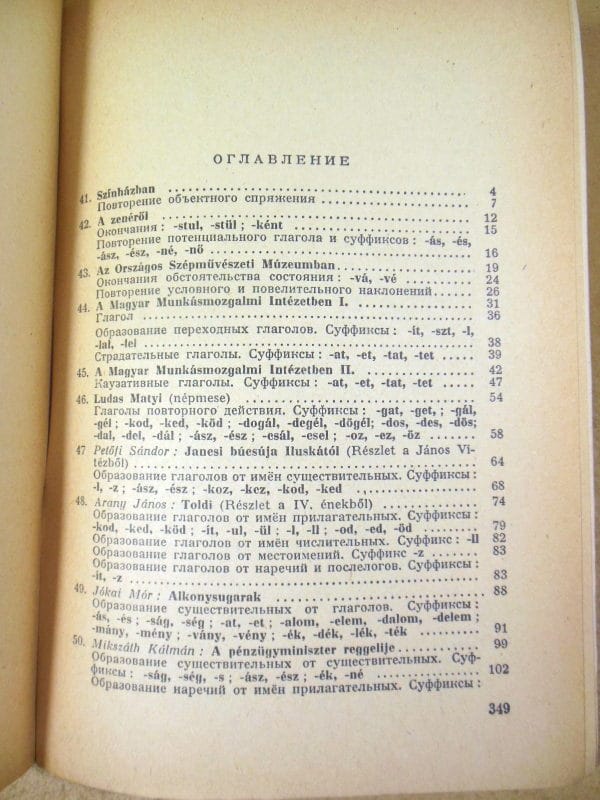 ОГЛАВЛЕНИЕ
41. Színházban . . . . . 4
Повторение объектного спряжения . . . . . 7
42. A zenéről . . . . . 12
Окончания: -stul, -stül; -ként . . . . . 15
Повторение потенциального глагола и суффиксов: -ás, -és,
-ász, -ész, -né, -nő . . . . . 16
43. Az Országos Szépművészeti Múzeumban . . . . . 19
Окончания обстоятельства состояния: -vá, -vé . . . . . 24
Повторение условного и повелительного наклонений . . . . . 26
44. A Magyar Munkásmozgalmi Intézetben I. . . . . . 31
Глагол . . . . . 36
Образование переходных глаголов. Суффиксы: -it, -szt, -l,
-lal, -lel . . . . . 38
Страдательные глаголы. Суффиксы: -at, -et, -tat, -tet . . . . . 39
45. A Magyar Munkásmozgalmi Intézetben II. . . . . . 42
Каузативные глаголы. Суффиксы: -at, -et, -tat, -tet . . . . . 47
46. Ludas Matyi (népmese) . . . . . 54
Глаголы повторного действия. Суффиксы: -gat, -get,; -gál,
-gél; -kod, -ked, -köd; -dogál, -degél, -dögél; -dos, -des, -dös;
-dal, -del, -dál; -ász, -ész; -csál, -csel; -oz, -ez, -öz . . . . . 58
47 Petőfi Sándor: Jancsi búcsúja Iluskától (Részlet a János Vi-
tézből) . . . . . 64
Образование глаголов от имён существительных. Суффиксы:
-l, -z; -ász, -ész; -koz, -kez, -kod, -ked . . . . . 68
48. Arany János: Toldi (Részlet a IV. énekből) . . . . . 74
Образование глаголов от имён прилагательных. Суффиксы:
-kod, -ked, -köd; -ít, -ul, -ül; -l, -ll; -od, -ed, -öd . . . . . 79
Образование глаголов от имён числительных. Суффикс: -ll 82
Образование глаголов от местоимений. Суффикс -z . . . . . 83
Образование глаголов от наречий и послелогов. Суффиксы:
-ít, -z . . . . . 83
49. Jókai Mór: Alkonysugarak . . . . . 88
Образование существительных от глаголов. Суффиксы:
-ás, -és; -ság, -ség; -at, -et; -alom, -elem, -dalom, -delem;
-mány, -mény; -vány, -vény; -ék, -dék, -lék, -ték . . . . . 91
50. Mikszáth Kálmán: A pénzügyminiszter reggelije . . . . . 99
Образование существительных от существительных. Суф-
фиксы: -ság, -ség, -s; -ász, -ész; -ék, -né . . . . . 102
Образование наречий от имён прилагательных. Суффиксы:
349